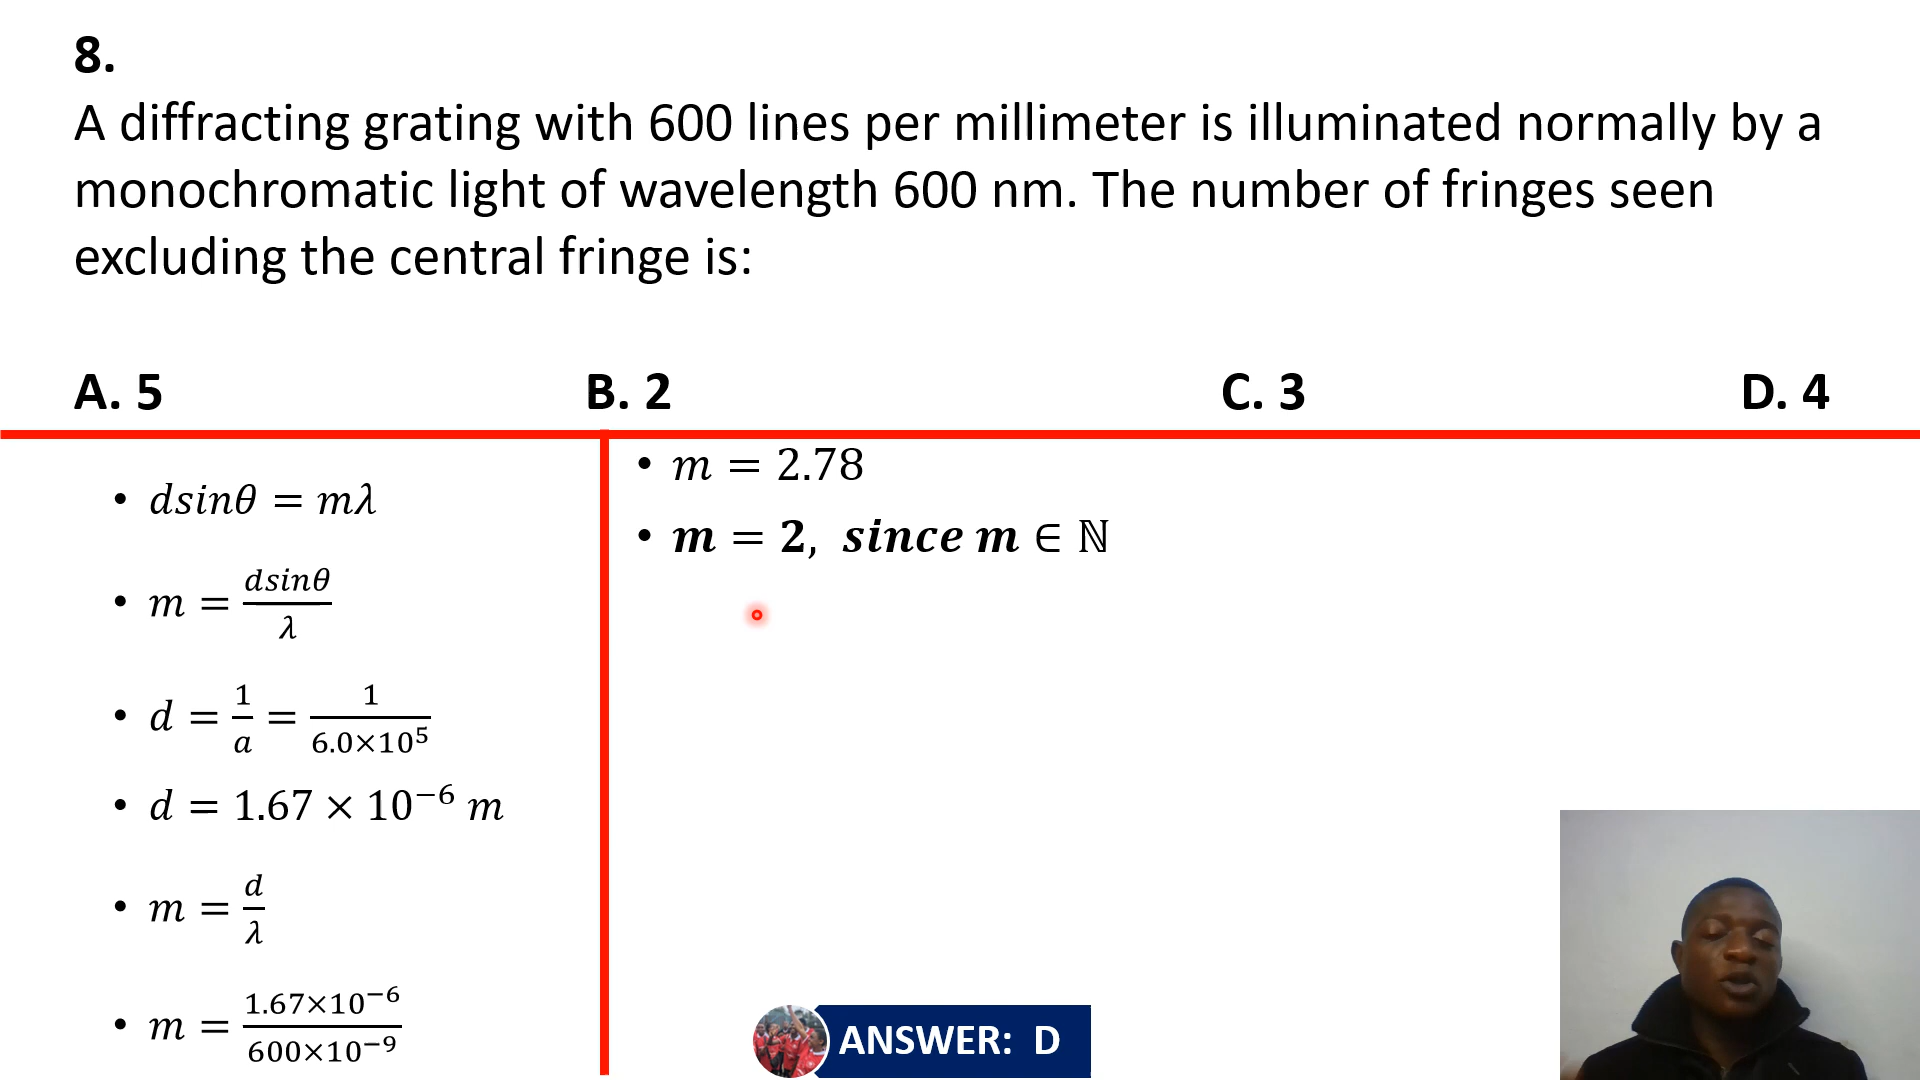 8.
A diffracting grating with 600 lines per millimeter is illuminated normally by a
monochromatic light of wavelength 600 nm. The number of fringes seen
excluding the central fringe is:
A. 5 B. 2 C. 3 D. 4
• dsinθ = mλ
• m = dsinθ/λ
• d = 1/a = 1/6.0×10⁵
• d = 1.67 × 10⁻⁶ m
• m = d/λ
• m = 1.67×10⁻⁶/600×10⁻⁹
• m = 2.78
• m = 2, since m ∈ ℕ
ANSWER: D